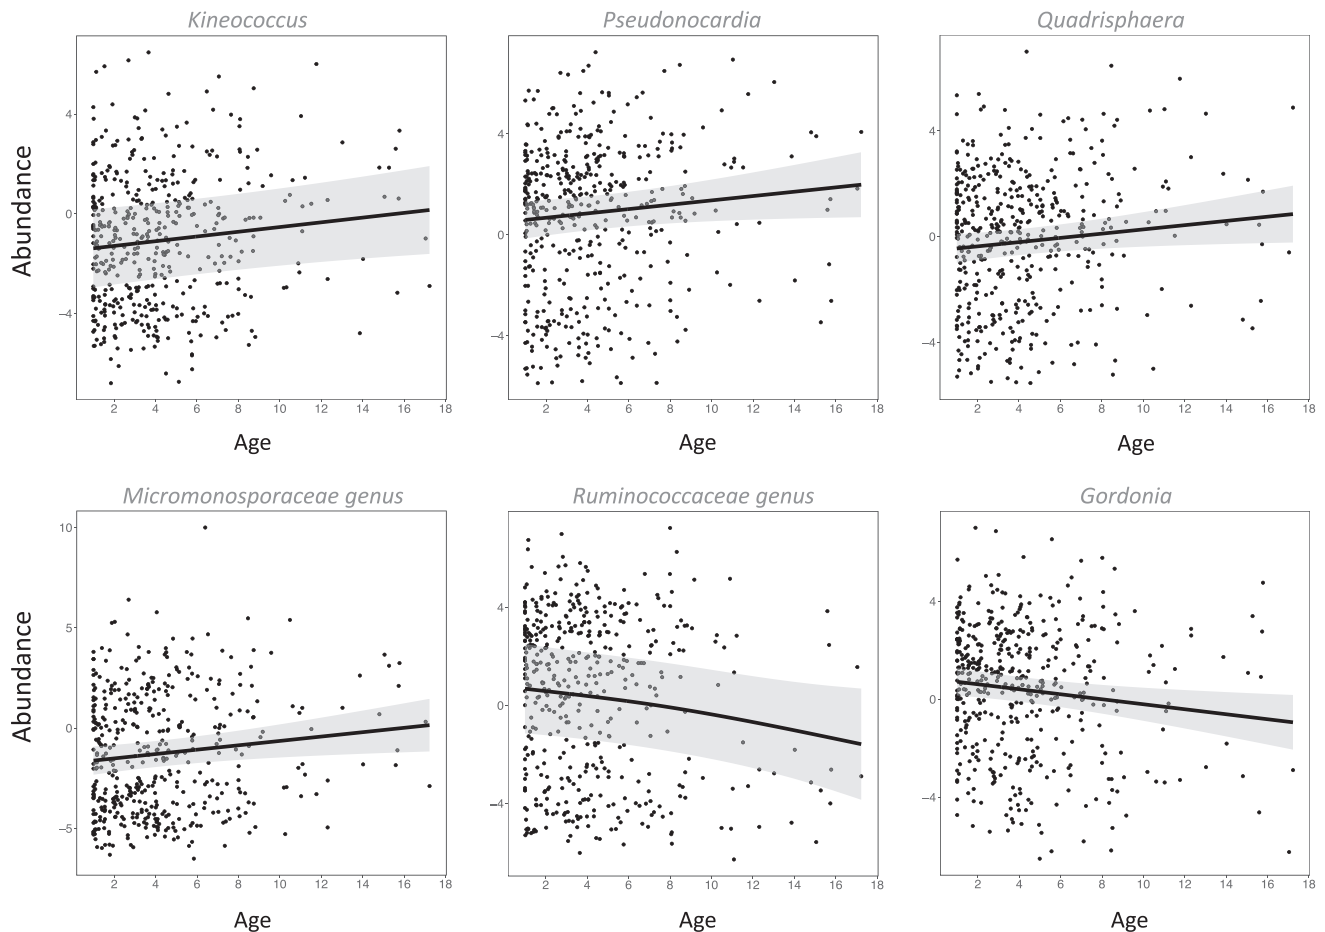 Kineococcus Pseudonocardia Quadrisphaera
Abundance
4 0 −4
4 0 −4
4 0 −4
2 4 6 8 10 12 14 16 18
2 4 6 8 10 12 14 16 18
2 4 6 8 10 12 14 16 18
Age Age Age
Micromonosporaceae genus Ruminococcaceae genus Gordonia
Abundance
10 5 0 −5
4 0 −4
4 0 −4
2 4 6 8 10 12 14 16 18
2 4 6 8 10 12 14 16 18
2 4 6 8 10 12 14 16 18
Age Age Age